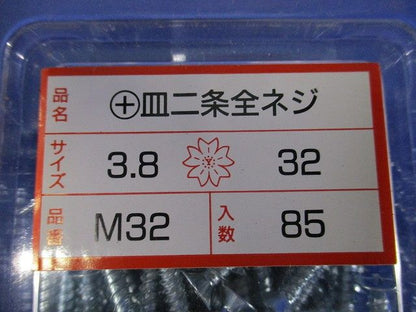 品名 ⊕皿二条全ネジ
サイズ 3.8 32
品番 M32 入数 85